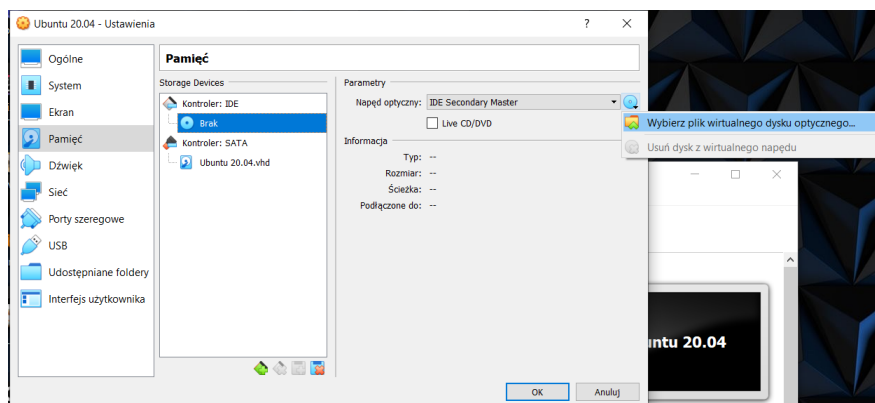 Ubuntu 20.04 - Ustawienia
?
Ogólne
System
Ekran
Pamięć
Dźwięk
Sieć
Porty szeregowe
USB
Udostępniane foldery
Interfejs użytkownika
Pamięć
Storage Devices
Kontroler: IDE
Brak
Kontroler: SATA
Ubuntu 20.04.vhd
Parametry
Napęd optyczny: IDE Secondary Master
Live CD/DVD
Informacja
Typ: --
Rozmiar: --
Ścieżka: --
Podłączone do: --
Wybierz plik wirtualnego dysku optycznego...
Usuń dysk z wirtualnego napędu
untu 20.04
OK
Anuluj